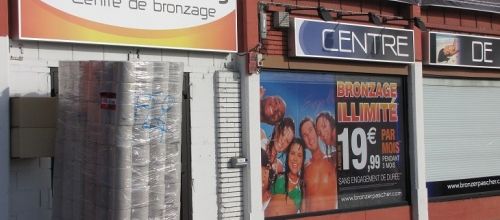 Centre de bronzage
CENTRE
DE
BRONZAGE
ILLIMITÉ
19€,99
PAR
MOIS
PENDANT
3 MOIS
SANS ENGAGEMENT DE DURÉE*
www.bronzerpascher.com
www.bronzerpascher.com